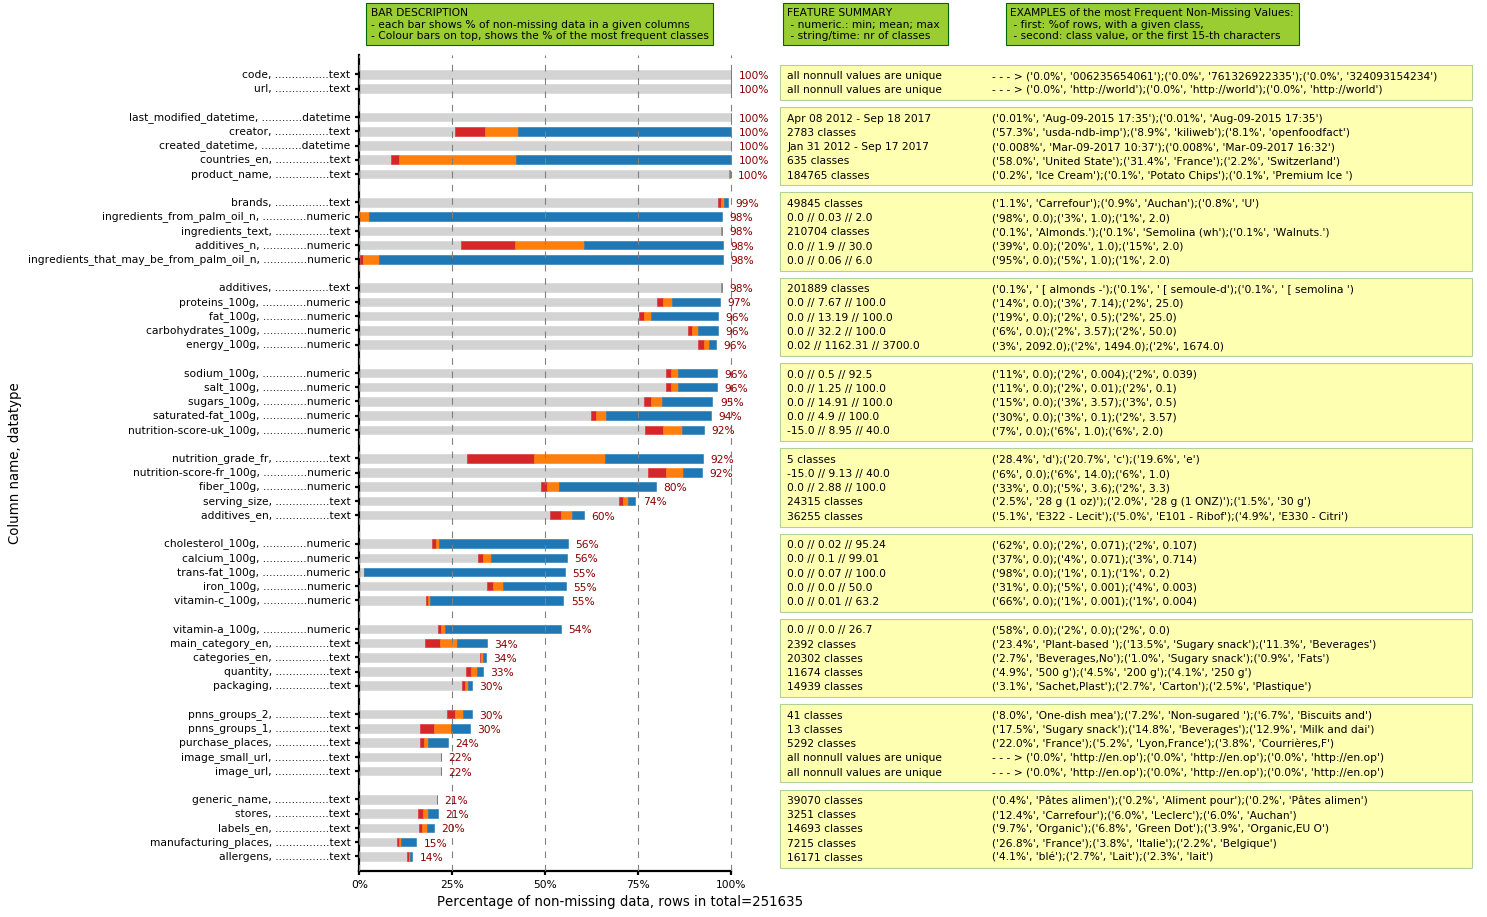 BAR DESCRIPTION
- each bar shows % of non-missing data in a given columns
- Colour bars on top, shows the % of the most frequent classes
FEATURE SUMMARY
- numeric.: min; mean; max
- string/time: nr of classes
EXAMPLES of the most Frequent Non-Missing Values:
- first: %of rows, with a given class,
- second: class value, or the first 15-th characters
Column name, datatype
code, ................text 100% all nonnull values are unique - - - > ('0.0%', '006235654061');('0.0%', '761326922335');('0.0%', '324093154234')
url, ................text 100% all nonnull values are unique - - - > ('0.0%', 'http://world');('0.0%', 'http://world');('0.0%', 'http://world')
last_modified_datetime, ............datetime 100% Apr 08 2012 - Sep 18 2017 ('0.01%', 'Aug-09-2015 17:35');('0.01%', 'Aug-09-2015 17:35')
creator, ................text 100% 2783 classes ('57.3%', 'usda-ndb-imp');('8.9%', 'kiliweb');('8.1%', 'openfoodfact')
created_datetime, ............datetime 100% Jan 31 2012 - Sep 17 2017 ('0.008%', 'Mar-09-2017 10:37');('0.008%', 'Mar-09-2017 16:32')
countries_en, ................text 100% 635 classes ('58.0%', 'United State');('31.4%', 'France');('2.2%', 'Switzerland')
product_name, ................text 100% 184765 classes ('0.2%', 'Ice Cream');('0.1%', 'Potato Chips');('0.1%', 'Premium Ice ')
brands, ................text 99% 49845 classes ('1.1%', 'Carrefour');('0.9%', 'Auchan');('0.8%', 'U')
ingredients_from_palm_oil_n, .............numeric 98% 0.0 // 0.03 // 2.0 ('98%', 0.0);('3%', 1.0);('1%', 2.0)
ingredients_text, ................text 98% 210704 classes ('0.1%', 'Almonds.');('0.1%', 'Semolina (wh');('0.1%', 'Walnuts.')
additives_n, .............numeric 98% 0.0 // 1.9 // 30.0 ('39%', 0.0);('20%', 1.0);('15%', 2.0)
ingredients_that_may_be_from_palm_oil_n, .............numeric 98% 0.0 // 0.06 // 6.0 ('95%', 0.0);('5%', 1.0);('1%', 2.0)
additives, ................text 98% 201889 classes ('0.1%', ' [ almonds -');('0.1%', ' [ semoule-d');('0.1%', ' [ semolina ')
proteins_100g, .............numeric 97% 0.0 // 7.67 // 100.0 ('14%', 0.0);('3%', 7.14);('2%', 25.0)
fat_100g, .............numeric 96% 0.0 // 13.19 // 100.0 ('19%', 0.0);('2%', 0.5);('2%', 25.0)
carbohydrates_100g, .............numeric 96% 0.0 // 32.2 // 100.0 ('6%', 0.0);('2%', 3.57);('2%', 50.0)
energy_100g, .............numeric 96% 0.02 // 1162.31 // 3700.0 ('3%', 2092.0);('2%', 1494.0);('2%', 1674.0)
sodium_100g, .............numeric 96% 0.0 // 0.5 // 92.5 ('11%', 0.0);('2%', 0.004);('2%', 0.039)
salt_100g, .............numeric 96% 0.0 // 1.25 // 100.0 ('11%', 0.0);('2%', 0.01);('2%', 0.1)
sugars_100g, .............numeric 95% 0.0 // 14.91 // 100.0 ('15%', 0.0);('3%', 3.57);('3%', 0.5)
saturated-fat_100g, .............numeric 94% 0.0 // 4.9 // 100.0 ('30%', 0.0);('3%', 0.1);('2%', 3.57)
nutrition-score-uk_100g, .............numeric 92% -15.0 // 8.95 // 40.0 ('7%', 0.0);('6%', 1.0);('6%', 2.0)
nutrition_grade_fr, ................text 92% 5 classes ('28.4%', 'd');('20.7%', 'c');('19.6%', 'e')
nutrition-score-fr_100g, .............numeric 92% -15.0 // 9.13 // 40.0 ('6%', 0.0);('6%', 14.0);('6%', 1.0)
fiber_100g, .............numeric 80% 0.0 // 2.88 // 100.0 ('33%', 0.0);('5%', 3.6);('2%', 3.3)
serving_size, ................text 74% 24315 classes ('2.5%', '28 g (1 oz)');('2.0%', '28 g (1 ONZ)');('1.5%', '30 g')
additives_en, ................text 60% 36255 classes ('5.1%', 'E322 - Lecit');('5.0%', 'E101 - Ribof');('4.9%', 'E330 - Citri')
cholesterol_100g, .............numeric 56% 0.0 // 0.02 // 95.24 ('62%', 0.0);('2%', 0.071);('2%', 0.107)
calcium_100g, .............numeric 56% 0.0 // 0.1 // 99.01 ('37%', 0.0);('4%', 0.071);('3%', 0.714)
trans-fat_100g, .............numeric 55% 0.0 // 0.07 // 100.0 ('98%', 0.0);('1%', 0.1);('1%', 0.2)
iron_100g, .............numeric 55% 0.0 // 0.0 // 50.0 ('31%', 0.0);('5%', 0.001);('4%', 0.003)
vitamin-c_100g, .............numeric 55% 0.0 // 0.01 // 63.2 ('66%', 0.0);('1%', 0.001);('1%', 0.004)
vitamin-a_100g, .............numeric 54% 0.0 // 0.0 // 26.7 ('58%', 0.0);('2%', 0.0);('2%', 0.0)
main_category_en, ................text 34% 2392 classes ('23.4%', 'Plant-based ');('13.5%', 'Sugary snack');('11.3%', 'Beverages')
categories_en, ................text 34% 20302 classes ('2.7%', 'Beverages,No');('1.0%', 'Sugary snack');('0.9%', 'Fats')
quantity, ................text 33% 11674 classes ('4.9%', '500 g');('4.5%', '200 g');('4.1%', '250 g')
packaging, ................text 30% 14939 classes ('3.1%', 'Sachet,Plast');('2.7%', 'Carton');('2.5%', 'Plastique')
pnns_groups_2, ................text 30% 41 classes ('8.0%', 'One-dish mea');('7.2%', 'Non-sugared ');('6.7%', 'Biscuits and')
pnns_groups_1, ................text 30% 13 classes ('17.5%', 'Sugary snack');('14.8%', 'Beverages');('12.9%', 'Milk and dai')
purchase_places, ................text 24% 5292 classes ('22.0%', 'France');('5.2%', 'Lyon,France');('3.8%', 'Courrières,F')
image_small_url, ................text 22% all nonnull values are unique - - - > ('0.0%', 'http://en.op');('0.0%', 'http://en.op');('0.0%', 'http://en.op')
image_url, ................text 22% all nonnull values are unique - - - > ('0.0%', 'http://en.op');('0.0%', 'http://en.op');('0.0%', 'http://en.op')
generic_name, ................text 21% 39070 classes ('0.4%', 'Pâtes alimen');('0.2%', 'Aliment pour');('0.2%', 'Pâtes alimen')
stores, ................text 21% 3251 classes ('12.4%', 'Carrefour');('6.0%', 'Leclerc');('6.0%', 'Auchan')
labels_en, ................text 20% 14693 classes ('9.7%', 'Organic');('6.8%', 'Green Dot');('3.9%', 'Organic,EU O')
manufacturing_places, ................text 15% 7215 classes ('26.8%', 'France');('3.8%', 'Italie');('2.2%', 'Belgique')
allergens, ................text 14% 16171 classes ('4.1%', 'blé');('2.7%', 'Lait');('2.3%', 'lait')
0% 25% 50% 75% 100%
Percentage of non-missing data, rows in total=251635